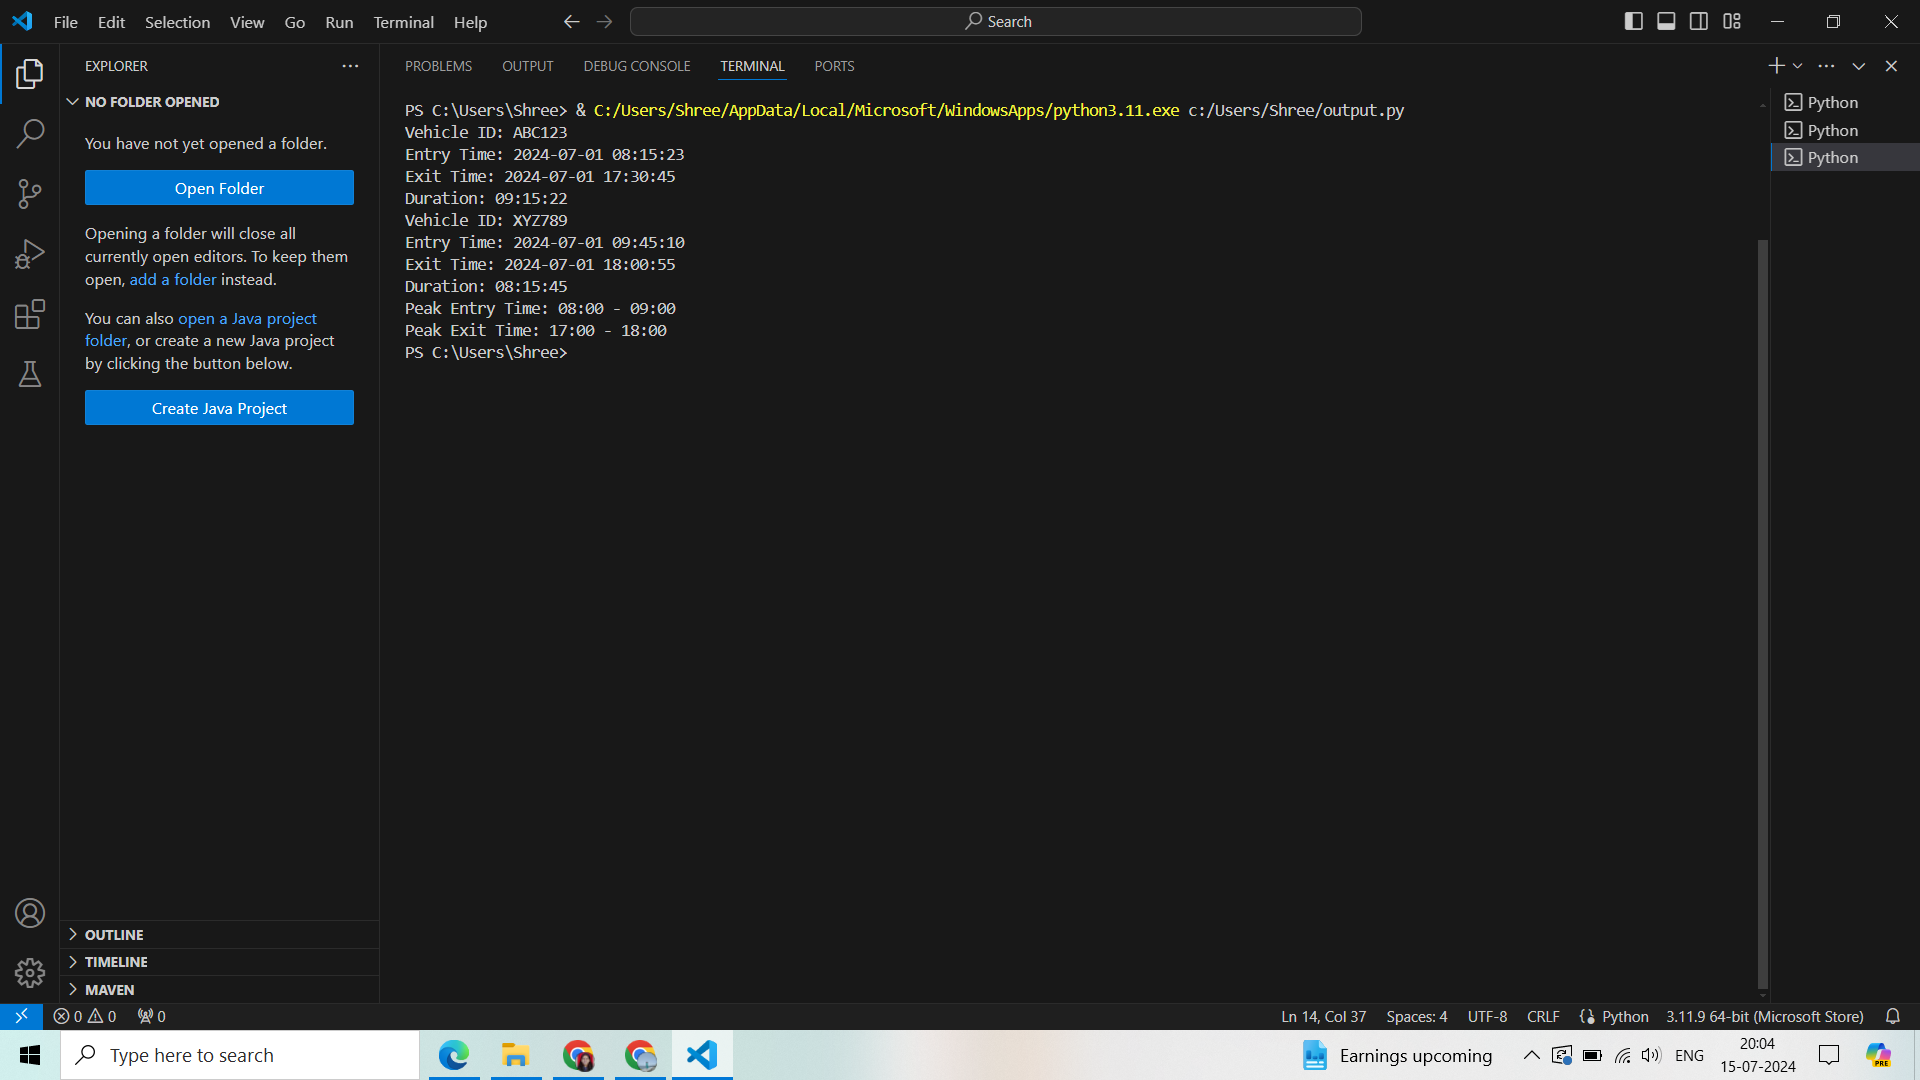 File Edit Selection View Go Run Terminal Help
Search
EXPLORER
NO FOLDER OPENED
You have not yet opened a folder.
Open Folder
Opening a folder will close all
currently open editors. To keep them
open, add a folder instead.
You can also open a Java project
folder, or create a new Java project
by clicking the button below.
Create Java Project
OUTLINE
TIMELINE
MAVEN
PROBLEMS OUTPUT DEBUG CONSOLE TERMINAL PORTS
PS C:\Users\Shree> & C:/Users/Shree/AppData/Local/Microsoft/WindowsApps/python3.11.exe c:/Users/Shree/output.py
Vehicle ID: ABC123
Entry Time: 2024-07-01 08:15:23
Exit Time: 2024-07-01 17:30:45
Duration: 09:15:22
Vehicle ID: XYZ789
Entry Time: 2024-07-01 09:45:10
Exit Time: 2024-07-01 18:00:55
Duration: 08:15:45
Peak Entry Time: 08:00 - 09:00
Peak Exit Time: 17:00 - 18:00
PS C:\Users\Shree>
Python
Python
Python
0 0 0
Ln 14, Col 37 Spaces: 4 UTF-8 CRLF Python 3.11.9 64-bit (Microsoft Store)
Type here to search
Earnings upcoming
ENG
20:04
15-07-2024
PRE